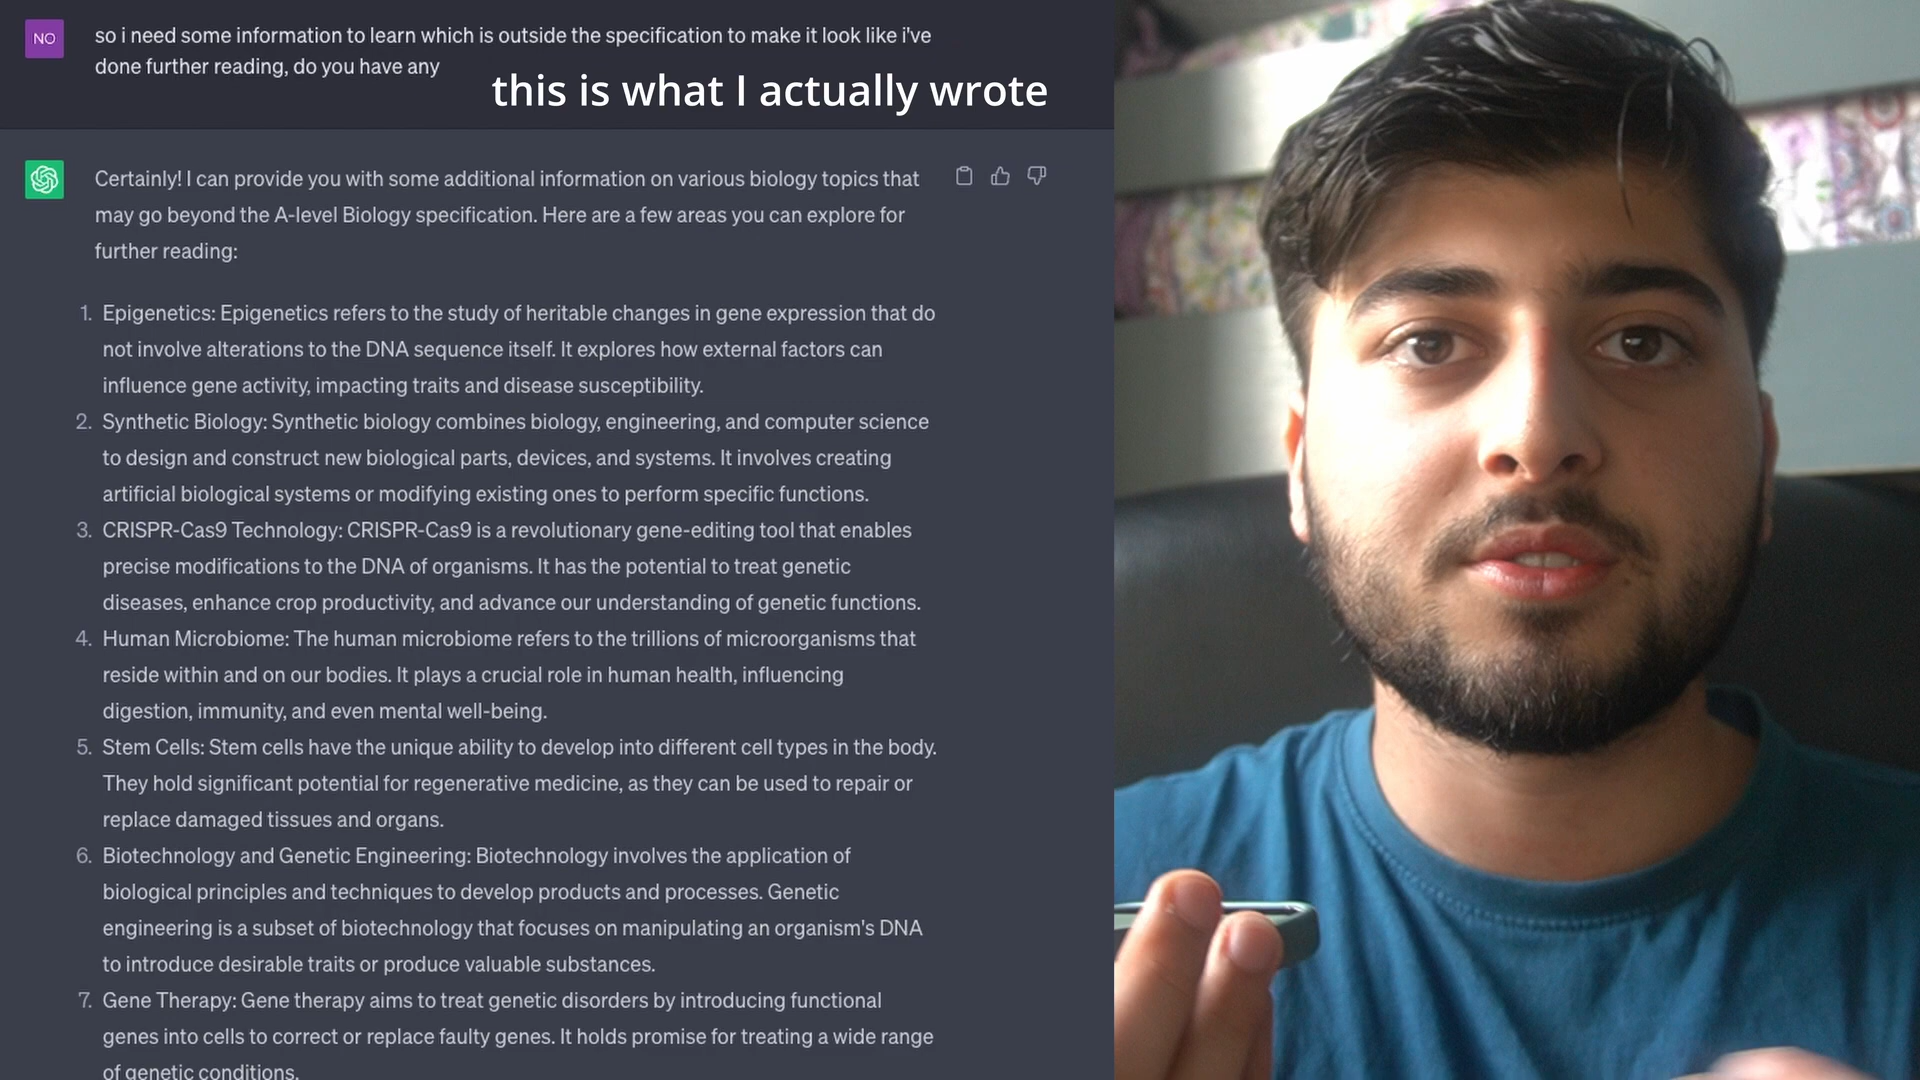 NO
so i need some information to learn which is outside the specification to make it look like i've
done further reading, do you have any
this is what I actually wrote
Certainly! I can provide you with some additional information on various biology topics that
may go beyond the A-level Biology specification. Here are a few areas you can explore for
further reading:
1. Epigenetics: Epigenetics refers to the study of heritable changes in gene expression that do
not involve alterations to the DNA sequence itself. It explores how external factors can
influence gene activity, impacting traits and disease susceptibility.
2. Synthetic Biology: Synthetic biology combines biology, engineering, and computer science
to design and construct new biological parts, devices, and systems. It involves creating
artificial biological systems or modifying existing ones to perform specific functions.
3. CRISPR-Cas9 Technology: CRISPR-Cas9 is a revolutionary gene-editing tool that enables
precise modifications to the DNA of organisms. It has the potential to treat genetic
diseases, enhance crop productivity, and advance our understanding of genetic functions.
4. Human Microbiome: The human microbiome refers to the trillions of microorganisms that
reside within and on our bodies. It plays a crucial role in human health, influencing
digestion, immunity, and even mental well-being.
5. Stem Cells: Stem cells have the unique ability to develop into different cell types in the body.
They hold significant potential for regenerative medicine, as they can be used to repair or
replace damaged tissues and organs.
6. Biotechnology and Genetic Engineering: Biotechnology involves the application of
biological principles and techniques to develop products and processes. Genetic
engineering is a subset of biotechnology that focuses on manipulating an organism's DNA
to introduce desirable traits or produce valuable substances.
7. Gene Therapy: Gene therapy aims to treat genetic disorders by introducing functional
genes into cells to correct or replace faulty genes. It holds promise for treating a wide range
of genetic conditions.